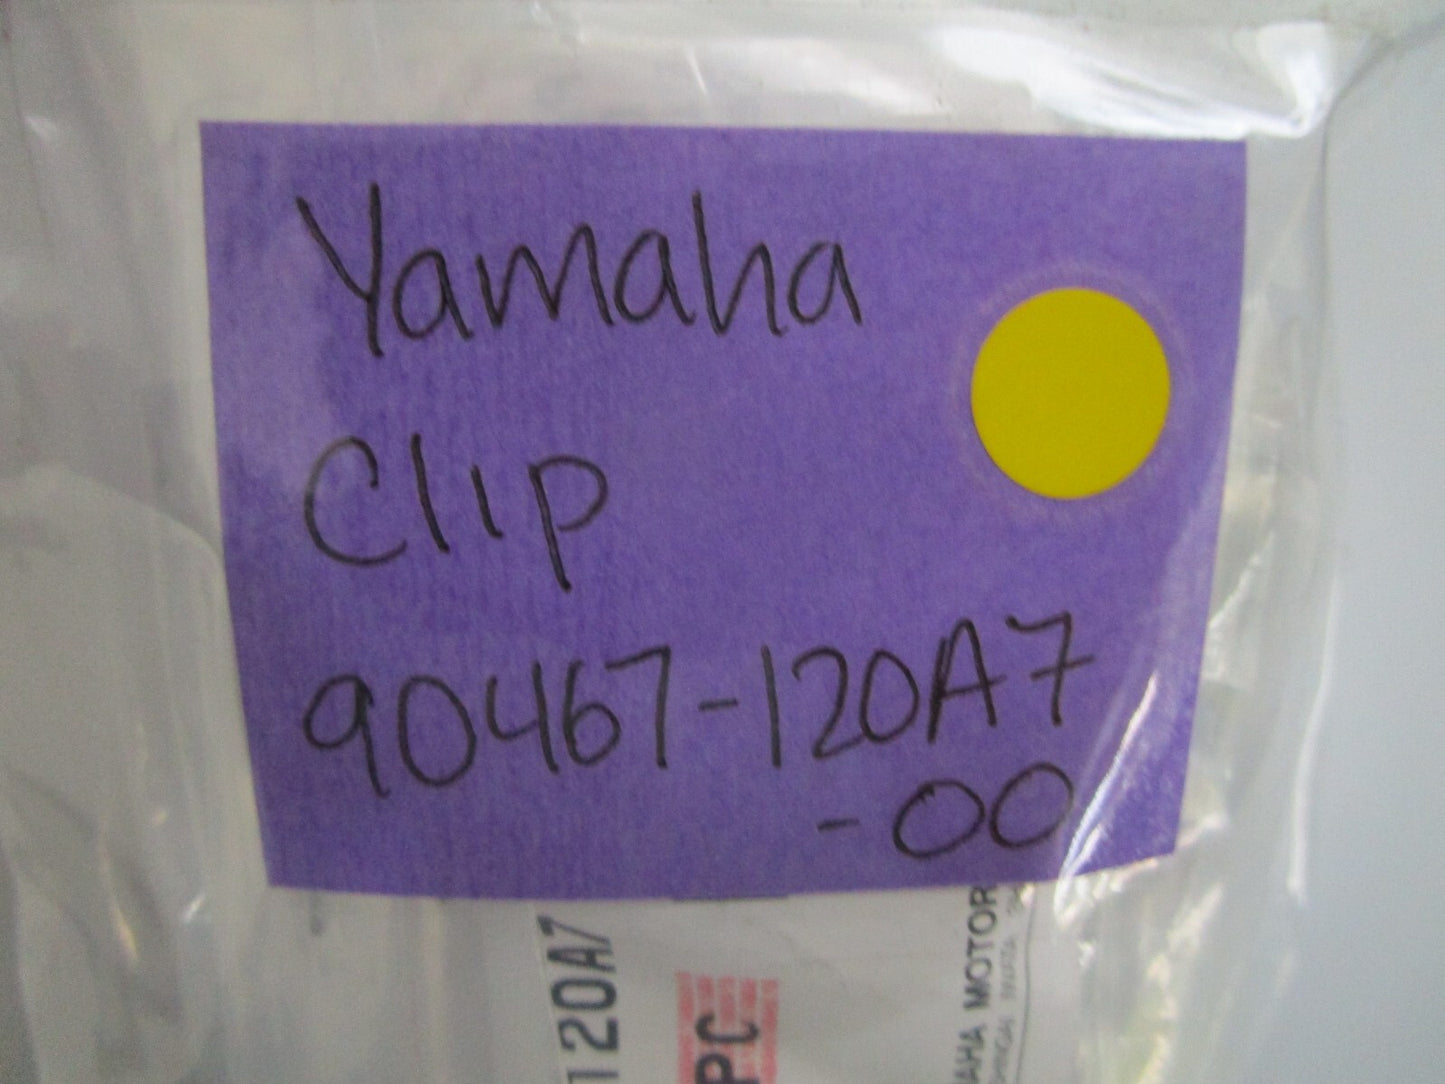 Yamaha
Clip
90467-120A7
-00
120A7
PC
AHA MOTOR